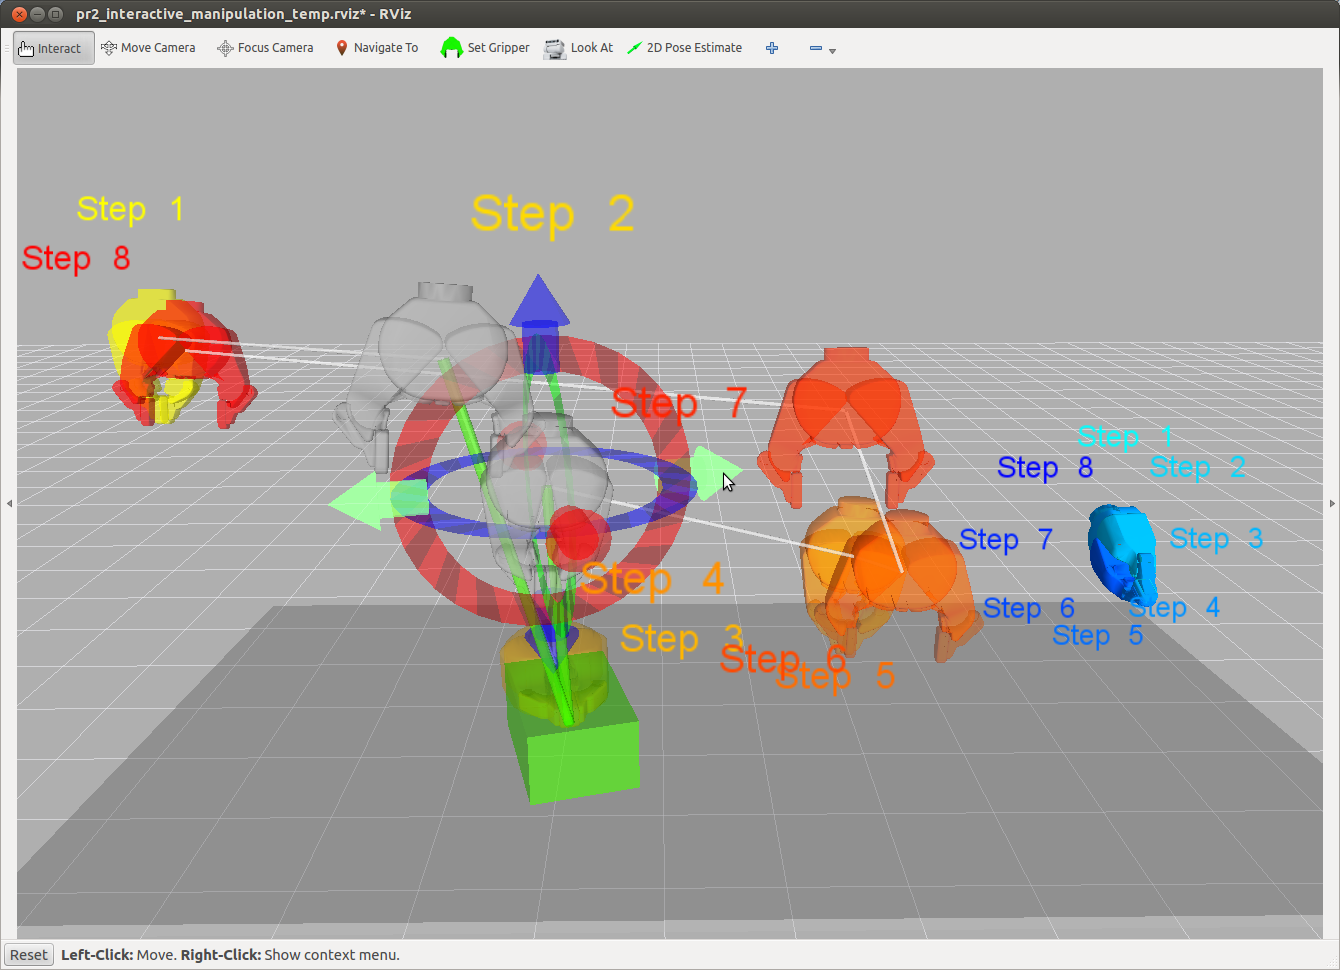 pr2_interactive_manipulation_temp.rviz* - RViz
Interact Move Camera Focus Camera Navigate To Set Gripper Look At 2D Pose Estimate
Step 1
Step 2
Step 8
Step 7
Step 1
Step 8
Step 2
Step 7
Step 3
Step 4
Step 6
Step 4
Step 3
Step 5
Step 6
Step 5
Reset Left-Click: Move. Right-Click: Show context menu.